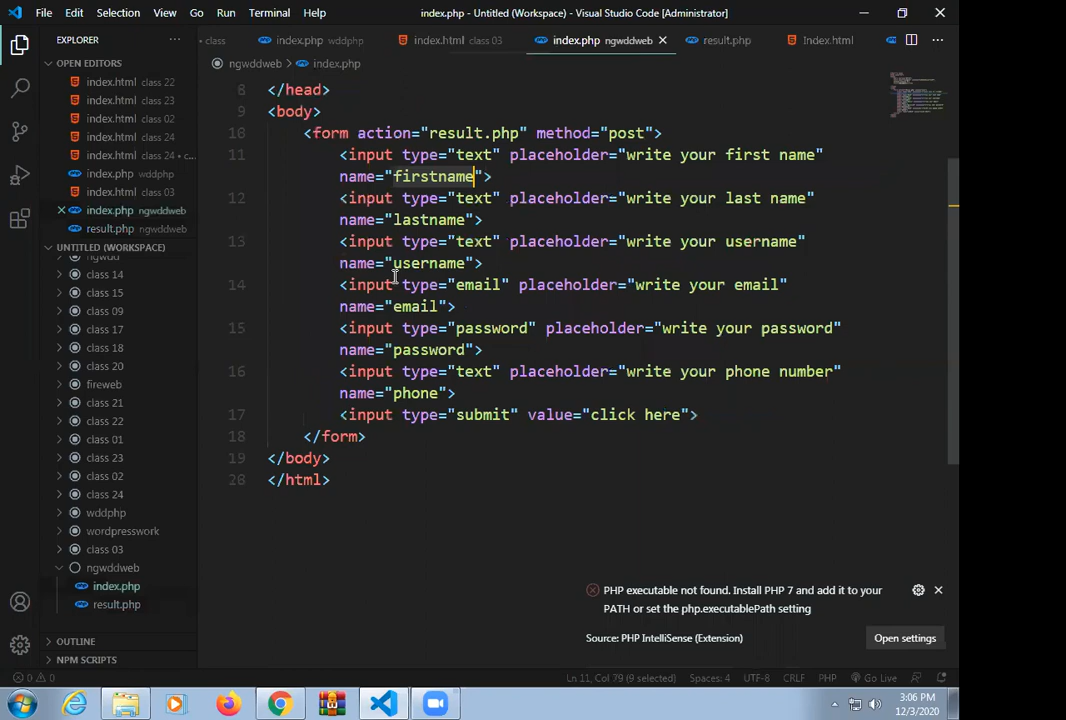 File Edit Selection View Go Run Terminal Help
index.php - Untitled (Workspace) - Visual Studio Code [Administrator]
EXPLORER
class
index.php wddphp
index.html class 03
index.php ngwddweb
result.php
Index.html
OPEN EDITORS
index.html class 22
index.html class 23
index.html class 02
index.html class 24
index.html class 24 • c...
index.php wddphp
index.html class 03
index.php ngwddweb
result.php ngwddweb
UNTITLED (WORKSPACE)
ngwdd
class 14
class 15
class 09
class 17
class 18
class 20
fireweb
class 21
class 22
class 01
class 23
class 02
class 24
wddphp
wordpresswork
class 03
ngwddweb
index.php
result.php
OUTLINE
NPM SCRIPTS
ngwddweb > index.php
8 </head>
9 <body>
10 <form action="result.php" method="post">
11 <input type="text" placeholder="write your first name"
name="firstname">
12 <input type="text" placeholder="write your last name"
name="lastname">
13 <input type="text" placeholder="write your username"
name="username">
14 <input type="email" placeholder="write your email"
name="email">
15 <input type="password" placeholder="write your password"
name="password">
16 <input type="text" placeholder="write your phone number"
name="phone">
17 <input type="submit" value="click here">
18 </form>
19 </body>
20 </html>
PHP executable not found. Install PHP 7 and add it to your
PATH or set the php.executablePath setting
Source: PHP IntelliSense (Extension)
Open settings
0 0
Ln 11, Col 79 (9 selected) Spaces: 4 UTF-8 CRLF PHP Go Live
3:06 PM
12/3/2020